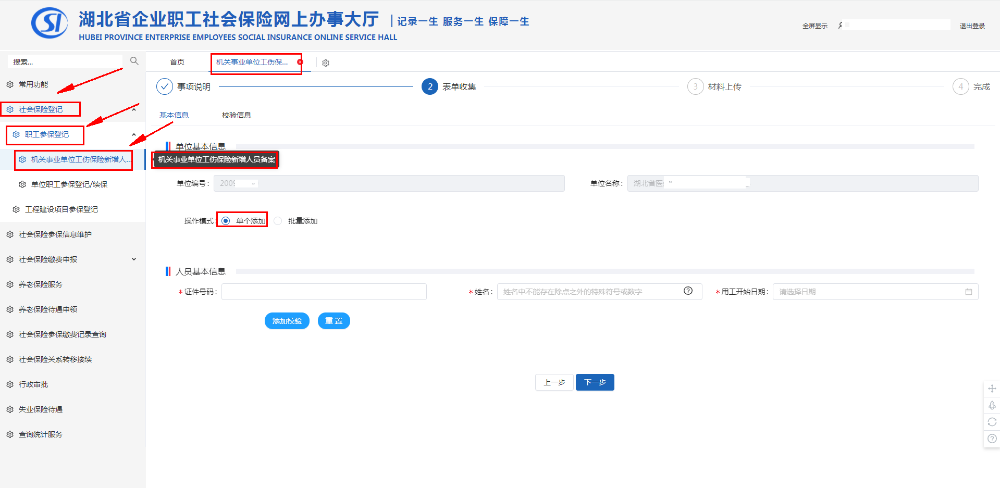 湖北省企业职工社会保险网上办事大厅
记录一生 服务一生 保障一生
HUBEI PROVINCE ENTERPRISE EMPLOYEES SOCIAL INSURANCE ONLINE SERVICE HALL
全屏显示
退出登录
搜索...
首页
机关事业单位工伤保...
常用功能
社会保险登记
职工参保登记
机关事业单位工伤保险新增人...
单位职工参保登记/续保
工程建设项目参保登记
社会保险参保信息维护
社会保险缴费申报
养老保险服务
养老保险待遇申领
社会保险参保缴费记录查询
社会保险关系转移接续
行政审批
失业保险待遇
查询统计服务
事项说明
2 表单收集
3 材料上传
4 完成
基本信息 校验信息
单位基本信息
机关事业单位工伤保险新增人员备案
单位编号: 2009
单位名称: 湖北省医
操作模式: 单个添加 批量添加
人员基本信息
* 证件号码:
* 姓名: 姓名中不能存在除点之外的特殊符号或数字
* 用工开始日期: 请选择日期
添加校验 重 置
上一步 下一步